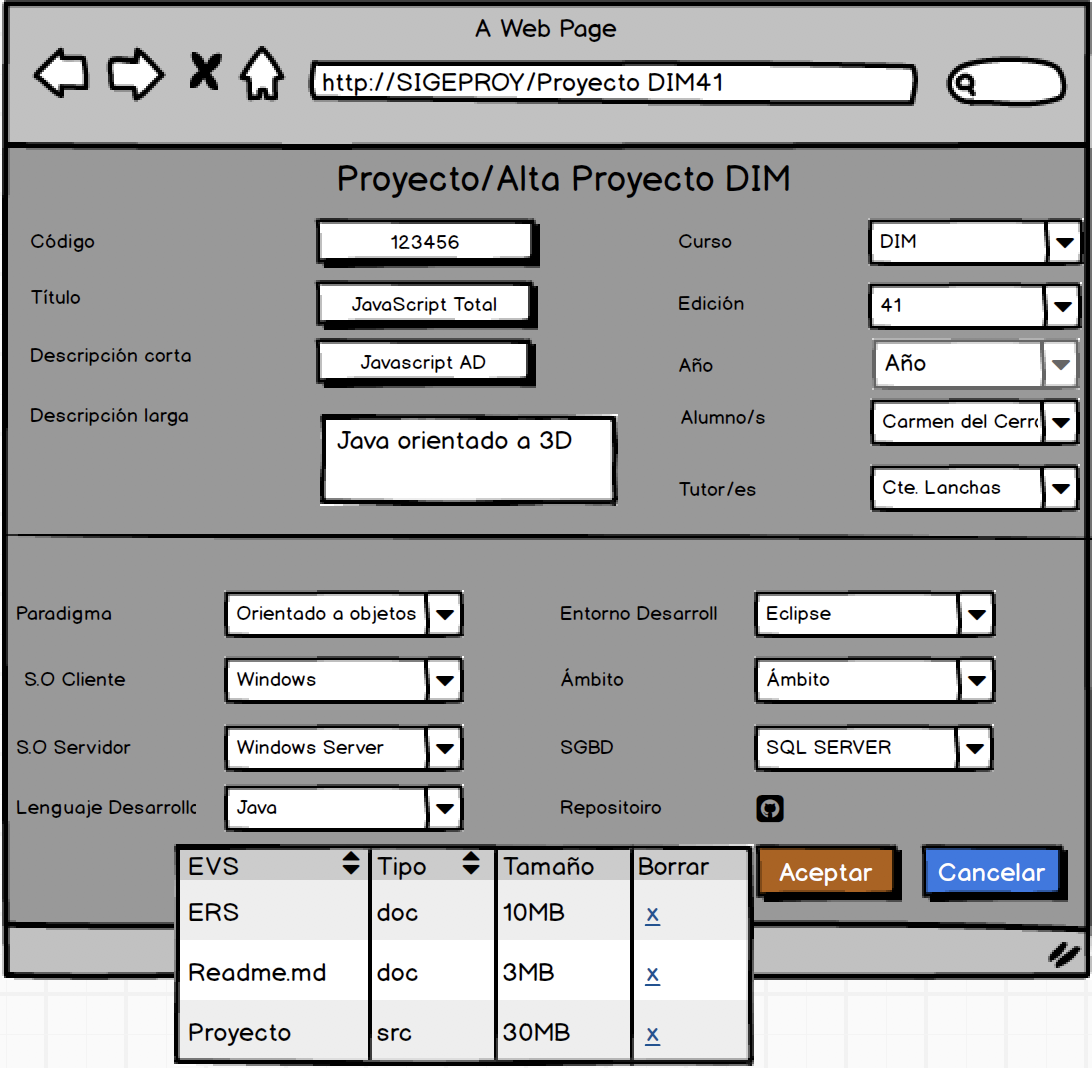 A Web Page
http://SIGEPROY/Proyecto DIM41
Proyecto/Alta Proyecto DIM
Código 123456 Curso DIM
Título JavaScript Total Edición 41
Descripción corta Javascript AD Año Año
Descripción larga Java orientado a 3D Alumno/s Carmen del Cerro
Tutor/es Cte. Lanchas
Paradigma Orientado a objetos Entorno Desarroll Eclipse
S.O Cliente Windows Ámbito Ámbito
S.O Servidor Windows Server SGBD SQL SERVER
Lenguaje Desarrollo Java Repositoiro
EVS Tipo Tamaño Borrar Aceptar Cancelar
ERS doc 10MB x
Readme.md doc 3MB x
Proyecto src 30MB x